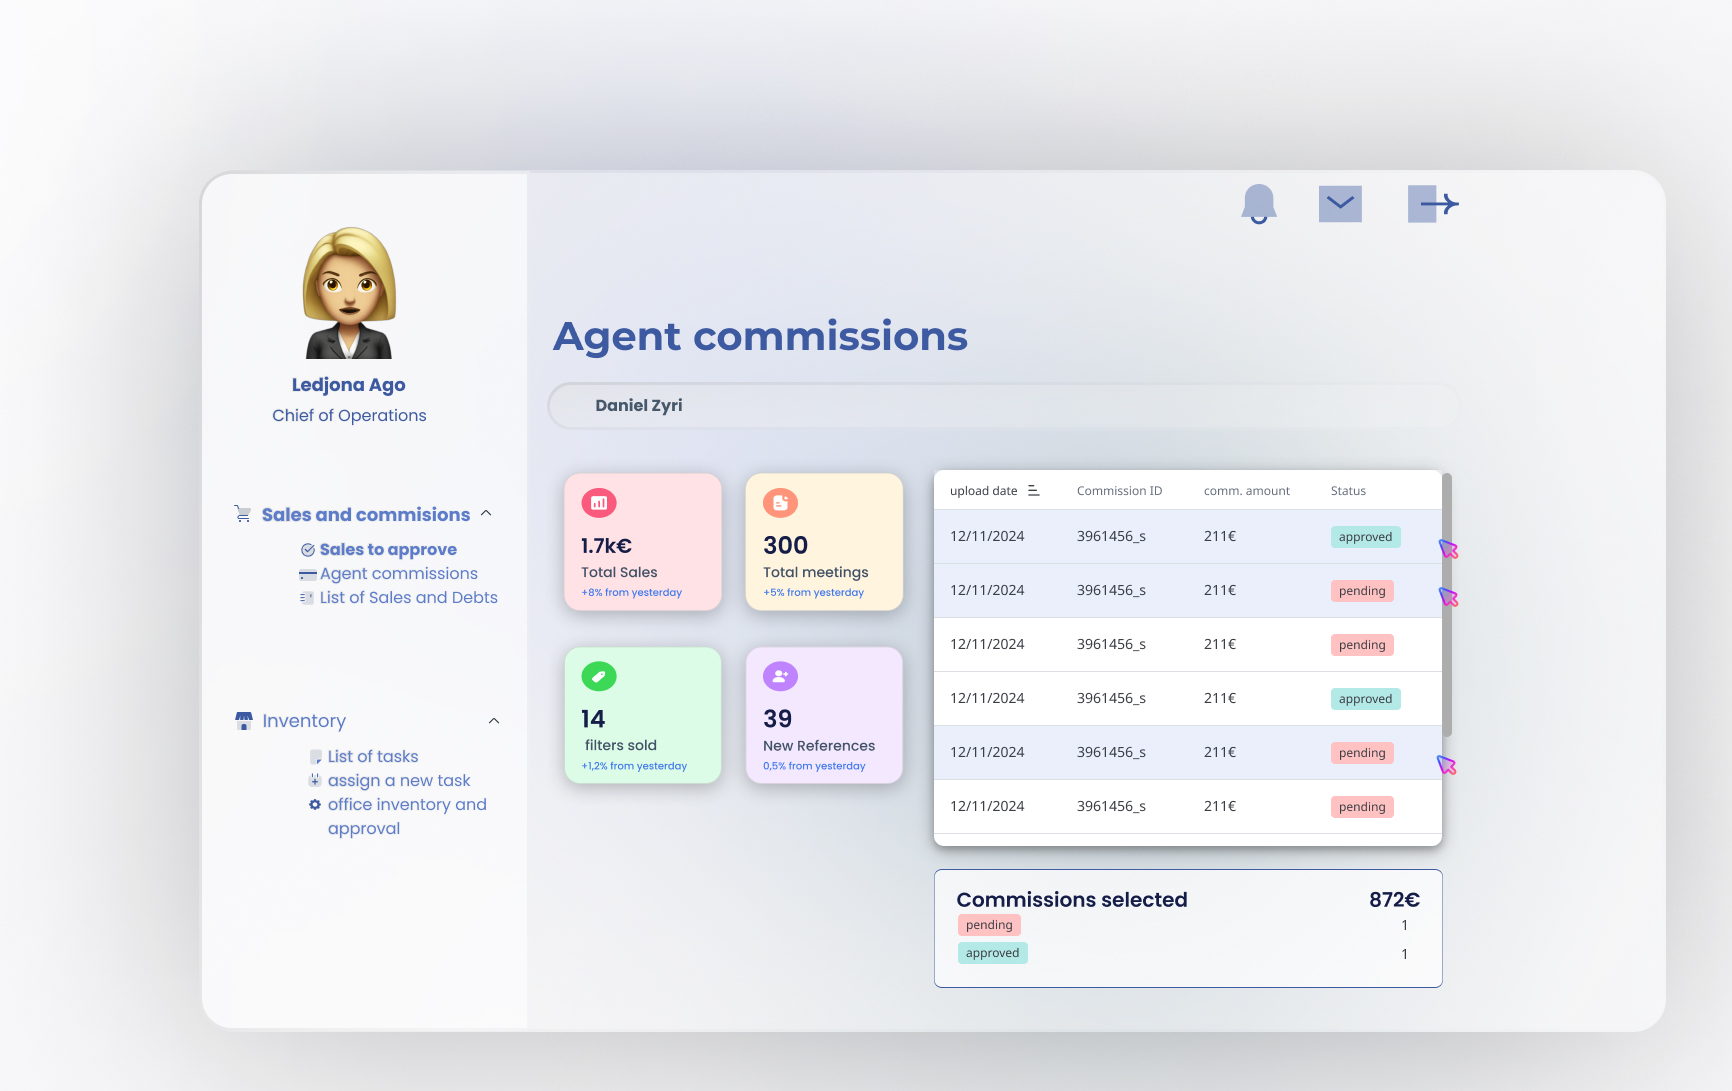 Ledjona Ago
Chief of Operations
Sales and commisions
Sales to approve
Agent commissions
List of Sales and Debts
Inventory
List of tasks
assign a new task
office inventory and
approval
Agent commissions
Daniel Zyri
1.7k€
Total Sales
+8% from yesterday
300
Total meetings
+5% from yesterday
14
filters sold
+1,2% from yesterday
39
New References
0,5% from yesterday
upload date Commission ID comm. amount Status
12/11/2024 3961456_s 211€ approved
12/11/2024 3961456_s 211€ pending
12/11/2024 3961456_s 211€ pending
12/11/2024 3961456_s 211€ approved
12/11/2024 3961456_s 211€ pending
12/11/2024 3961456_s 211€ pending
Commissions selected 872€
pending 1
approved 1